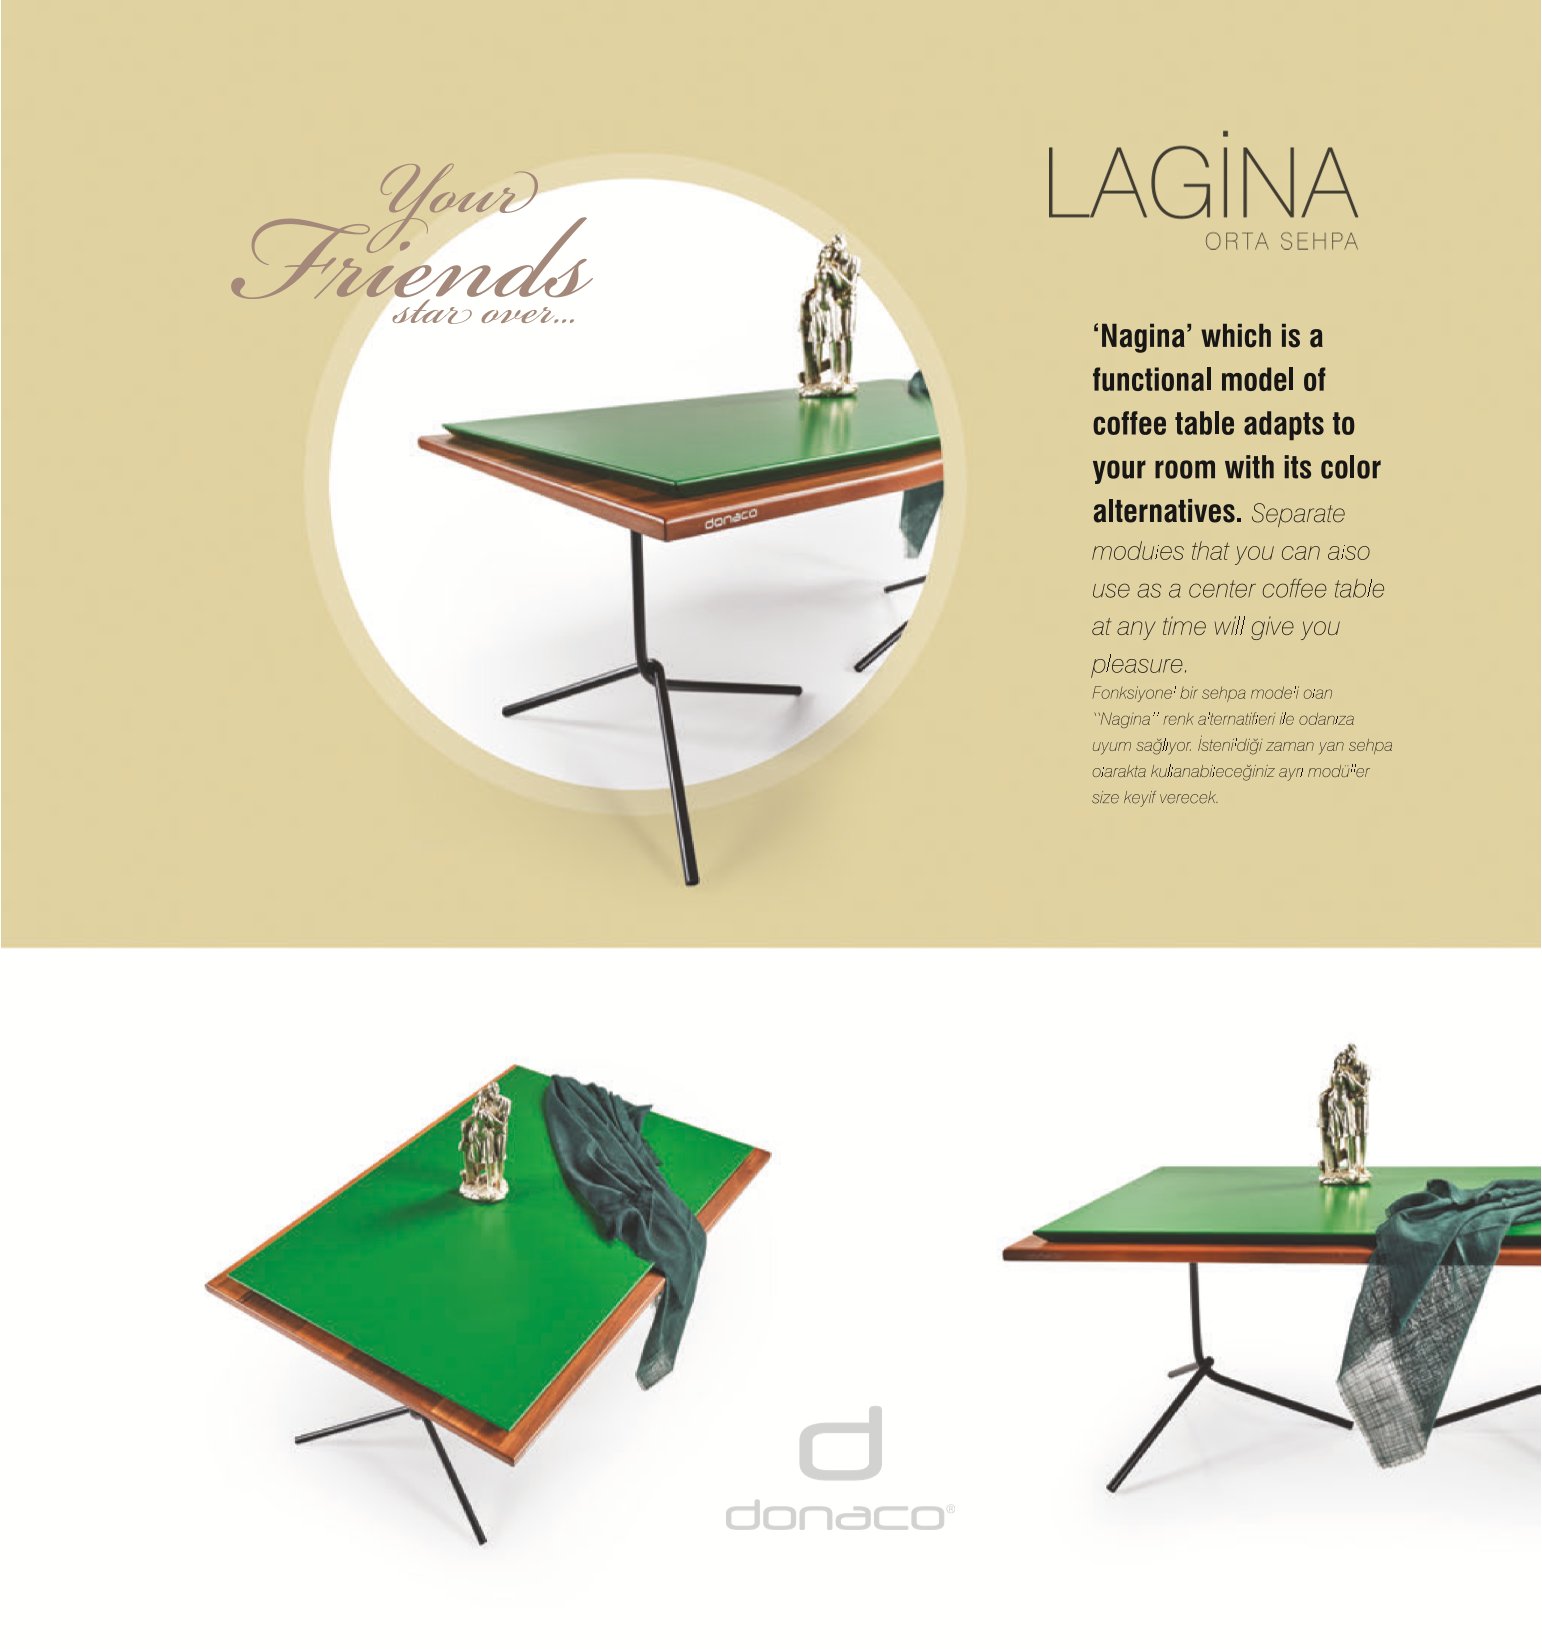 Your
Friends
star over...
LAGİNA
ORTA SEHPA
‘Nagina’ which is a
functional model of
coffee table adapts to
your room with its color
alternatives. Separate
modules that you can also
use as a center coffee table
at any time will give you
pleasure.
Fonksiyonel bir sehpa modeli olan
‘‘Nagina’’ renk alternatifleri ile odanıza
uyum sağlıyor. İstenildiği zaman yan sehpa
olarakta kullanabileceğiniz ayrı modüller
size keyif verecek.
donaco
d
donaco®